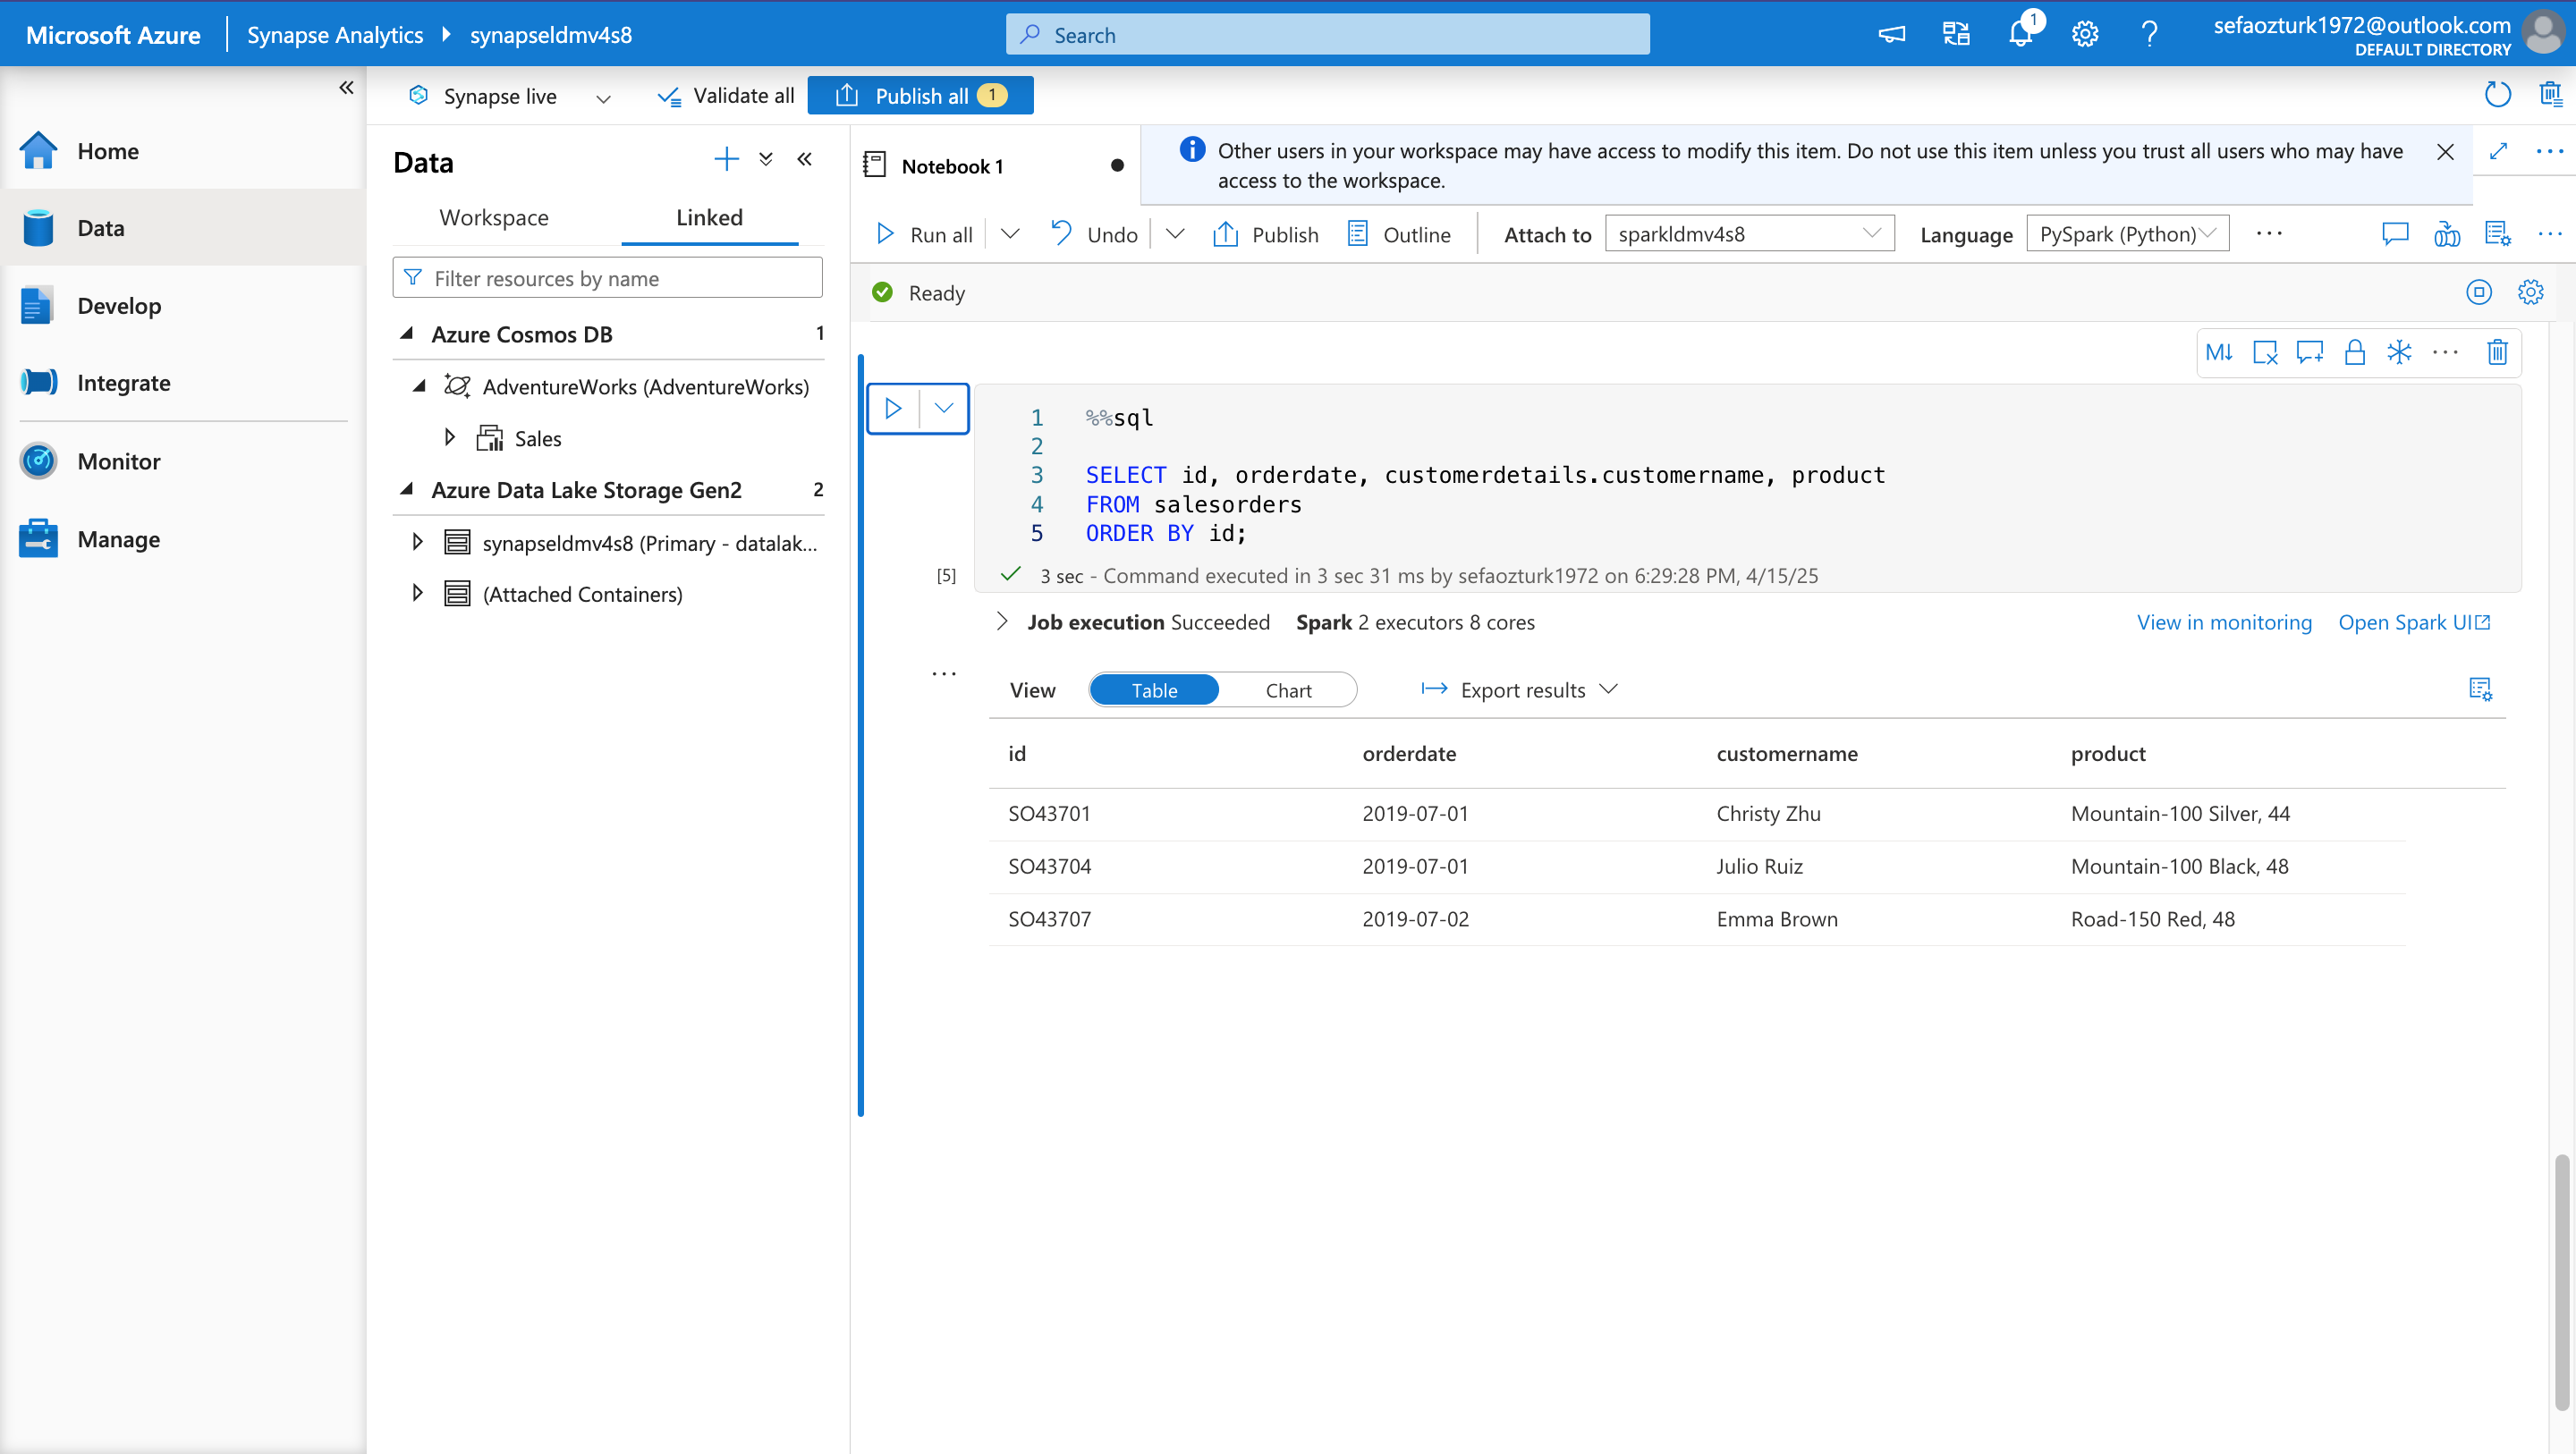 Microsoft Azure
Synapse Analytics
synapseldmv4s8
Search
1
sefaozturk1972@outlook.com
DEFAULT DIRECTORY
Synapse live
Validate all
Publish all 1
Home
Data
Develop
Integrate
Monitor
Manage
Data
Workspace
Linked
Filter resources by name
Azure Cosmos DB 1
AdventureWorks (AdventureWorks)
Sales
Azure Data Lake Storage Gen2 2
synapseldmv4s8 (Primary - datalak...
(Attached Containers)
Notebook 1
Other users in your workspace may have access to modify this item. Do not use this item unless you trust all users who may have
access to the workspace.
Run all
Undo
Publish
Outline
Attach to
sparkldmv4s8
Language
PySpark (Python)
Ready
M↓
1 %%sql
2
3 SELECT id, orderdate, customerdetails.customername, product
4 FROM salesorders
5 ORDER BY id;
[5]
3 sec - Command executed in 3 sec 31 ms by sefaozturk1972 on 6:29:28 PM, 4/15/25
Job execution Succeeded Spark 2 executors 8 cores
View in monitoring
Open Spark UI
View
Table
Chart
Export results
id orderdate customername product
SO43701 2019-07-01 Christy Zhu Mountain-100 Silver, 44
SO43704 2019-07-01 Julio Ruiz Mountain-100 Black, 48
SO43707 2019-07-02 Emma Brown Road-150 Red, 48